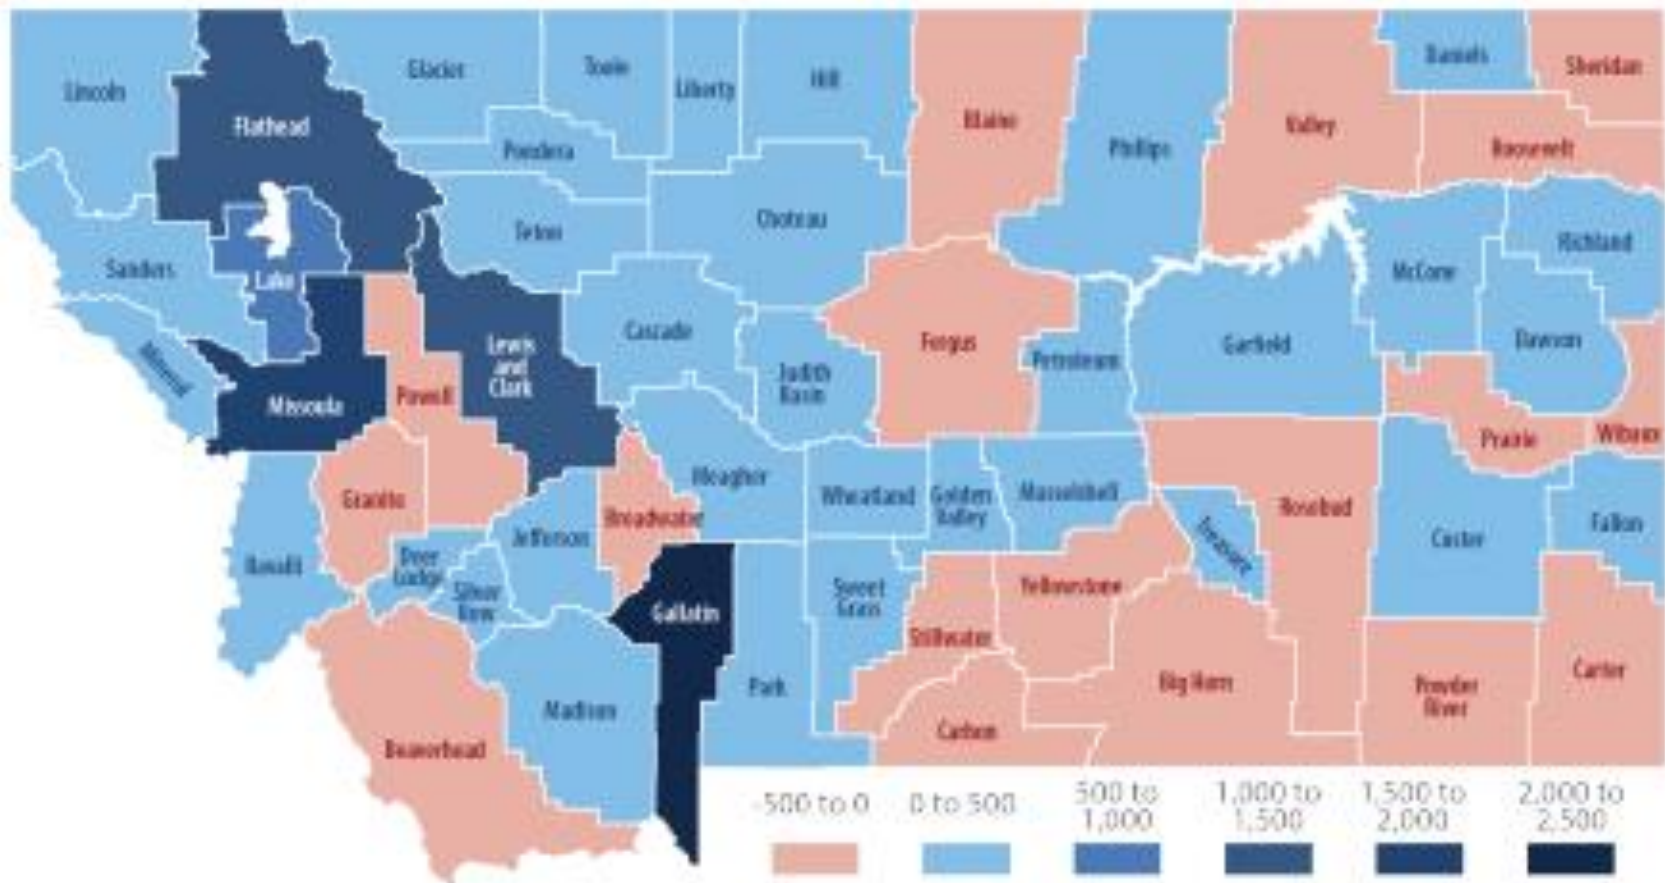 Lincoln
Flathead
Glacier
Toole
Liberty
Hill
Blaine
Phillips
Valley
Daniels
Sheridan
Roosevelt
Pondera
Teton
Choteau
Sanders
Lake
Mineral
Missoula
Powell
Lewis
and
Clark
Cascade
Judith
Basin
Fergus
Petroleum
Garfield
McCone
Richland
Dawson
Prairie
Wibaux
Granite
Ravalli
Deer
Lodge
Silver
Bow
Jefferson
Broadwater
Meagher
Wheatland
Golden
Valley
Musselshell
Treasure
Rosebud
Custer
Fallon
Beaverhead
Madison
Gallatin
Park
Sweet
Grass
Stillwater
Yellowstone
Carbon
Big Horn
Powder
River
Carter
-500 to 0
0 to 500
500 to
1,000
1,000 to
1,500
1,500 to
2,000
2,000 to
2,500